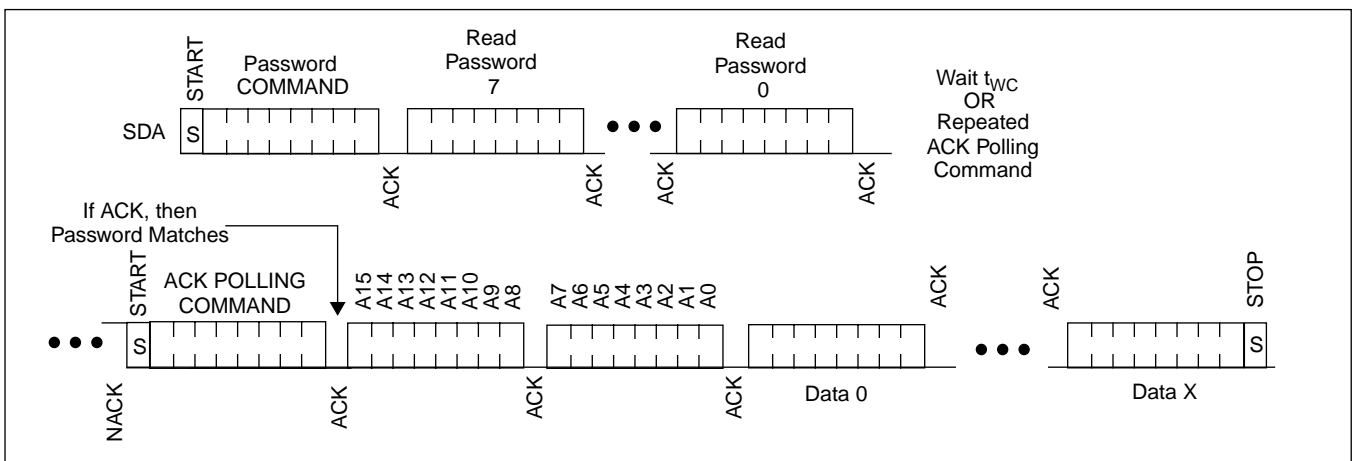 START
Password
COMMAND
Read
Password
7
Read
Password
0
Wait tWC
OR
Repeated
ACK Polling
Command
SDA
S
ACK
ACK
ACK
ACK
If ACK, then
Password Matches
START
ACK POLLING
COMMAND
A15
A14
A13
A12
A11
A10
A9
A8
A7
A6
A5
A4
A3
A2
A1
A0
ACK
ACK
STOP
S
S
NACK
ACK
ACK
ACK
Data 0
Data X